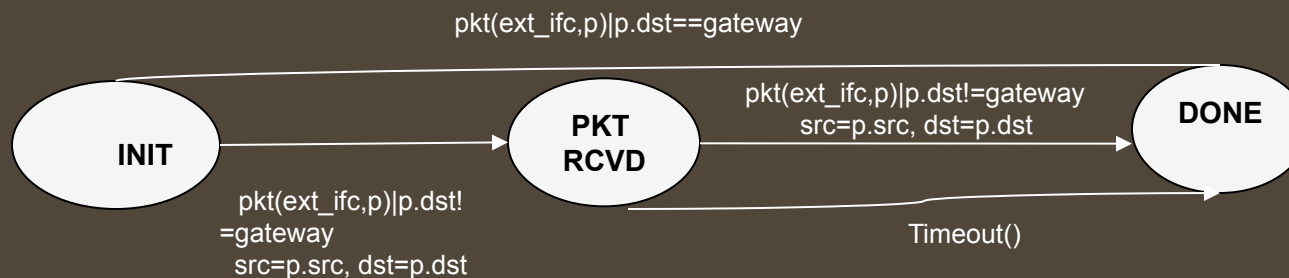 pkt(ext_ifc,p)|p.dst==gateway
INIT
PKT
RCVD
pkt(ext_ifc,p)|p.dst!=gateway
src=p.src, dst=p.dst
DONE
pkt(ext_ifc,p)|p.dst!
=gateway
src=p.src, dst=p.dst
Timeout()